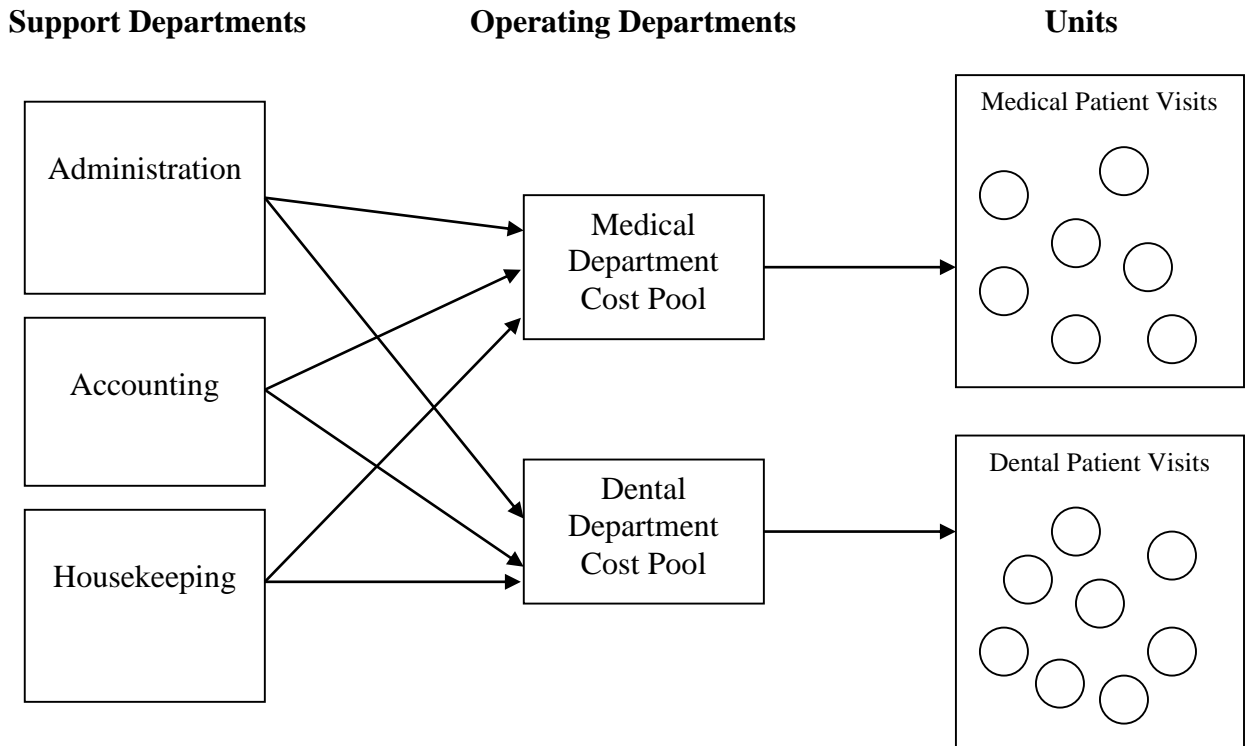 Support Departments
Operating Departments
Units
Administration
Accounting
Housekeeping
Medical
Department
Cost Pool
Dental
Department
Cost Pool
Medical Patient Visits
Dental Patient Visits